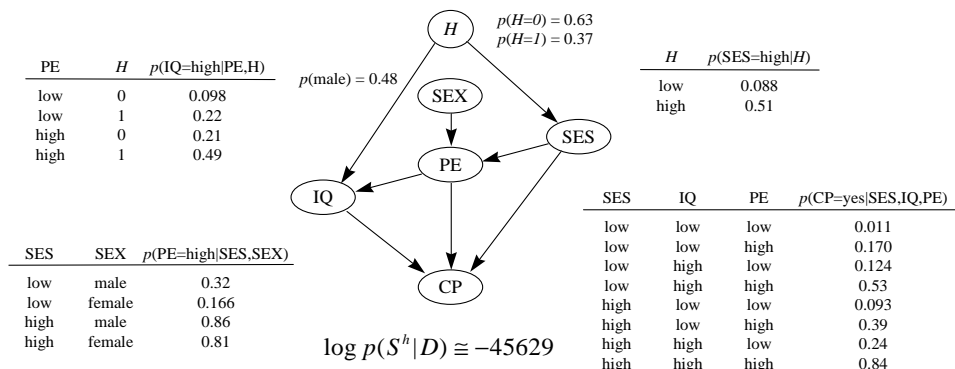 H
p(H=0) = 0.63
p(H=1) = 0.37
PE H p(IQ=high|PE,H)
low 0 0.098
low 1 0.22
high 0 0.21
high 1 0.49
p(male) = 0.48
H p(SES=high|H)
low 0.088
high 0.51
SEX
SES
PE
IQ
CP
SES SEX p(PE=high|SES,SEX)
low male 0.32
low female 0.166
high male 0.86
high female 0.81
SES IQ PE p(CP=yes|SES,IQ,PE)
low low low 0.011
low low high 0.170
low high low 0.124
low high high 0.53
high low low 0.093
high low high 0.39
high high low 0.24
high high high 0.84
log p(S^h|D) ≅ −45629